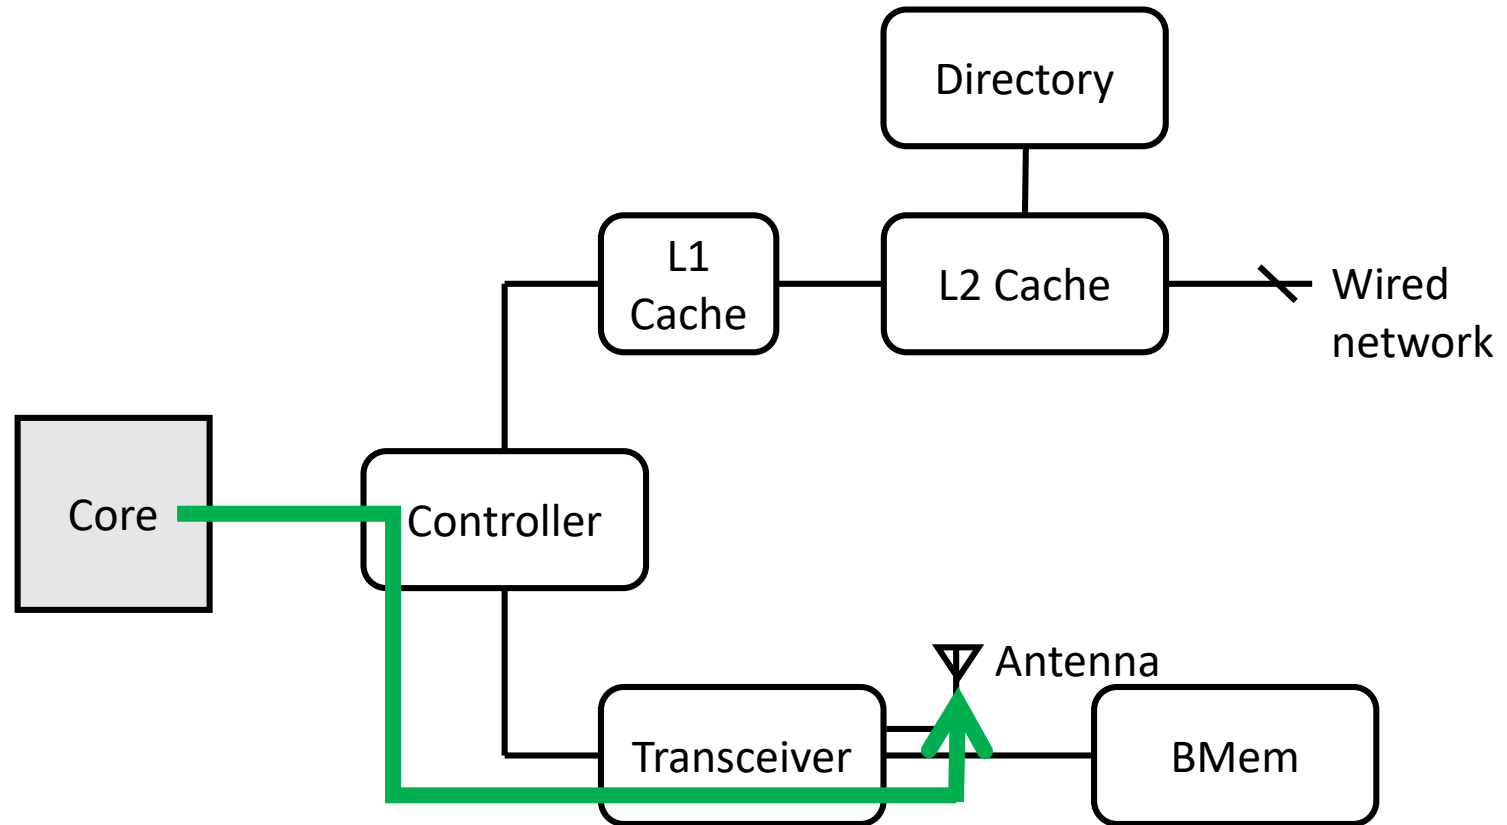 Directory
L1
Cache
L2 Cache
Wired
network
Core
Controller
Antenna
Transceiver
BMem